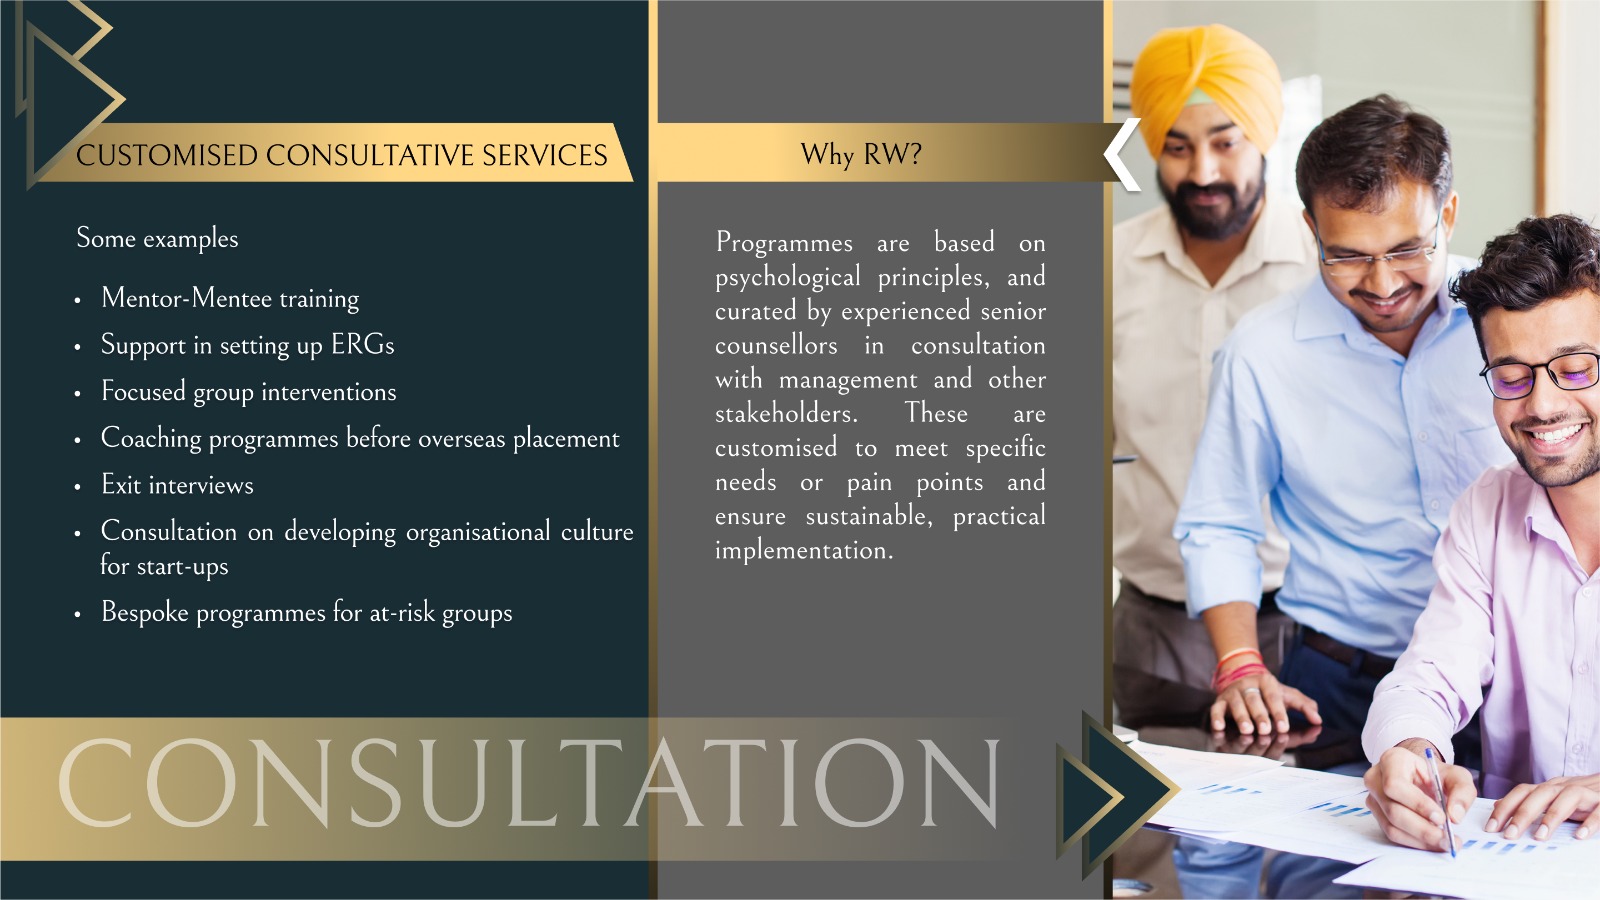 CUSTOMISED CONSULTATIVE SERVICES
Some examples
• Mentor-Mentee training
• Support in setting up ERGs
• Focused group interventions
• Coaching programmes before overseas placement
• Exit interviews
• Consultation on developing organisational culture
for start-ups
• Bespoke programmes for at-risk groups
Why RW?
Programmes are based on
psychological principles, and
curated by experienced senior
counsellors in consultation
with management and other
stakeholders. These are
customised to meet specific
needs or pain points and
ensure sustainable, practical
implementation.
CONSULTATION